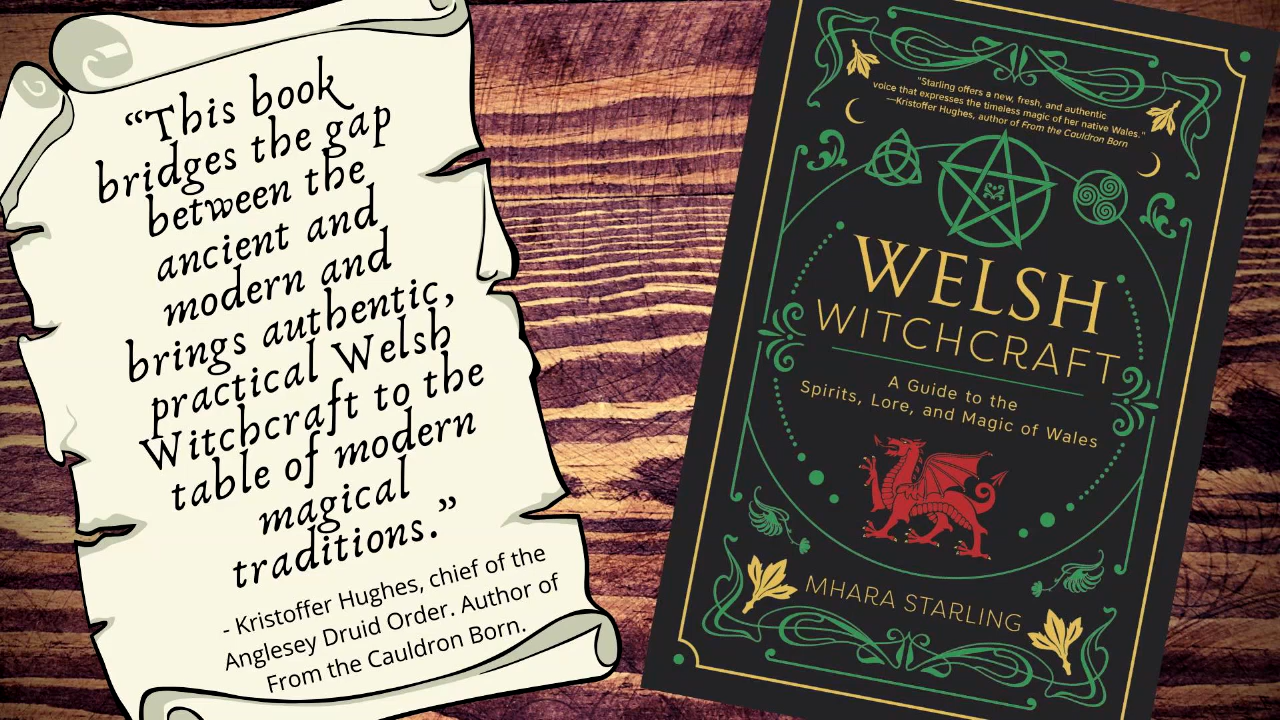 “This book
bridges the gap
between the
ancient and
modern and
brings authentic,
practical Welsh
Witchcraft to the
table of modern
magical
traditions.”
- Kristoffer Hughes, chief of the
Anglesey Druid Order. Author of
From the Cauldron Born.
"Starling offers a new, fresh, and authentic
voice that expresses the timeless magic of her native Wales."
—Kristoffer Hughes, author of From the Cauldron Born
WELSH
WITCHCRAFT
A Guide to the
Spirits, Lore, and Magic of Wales
MHARA STARLING